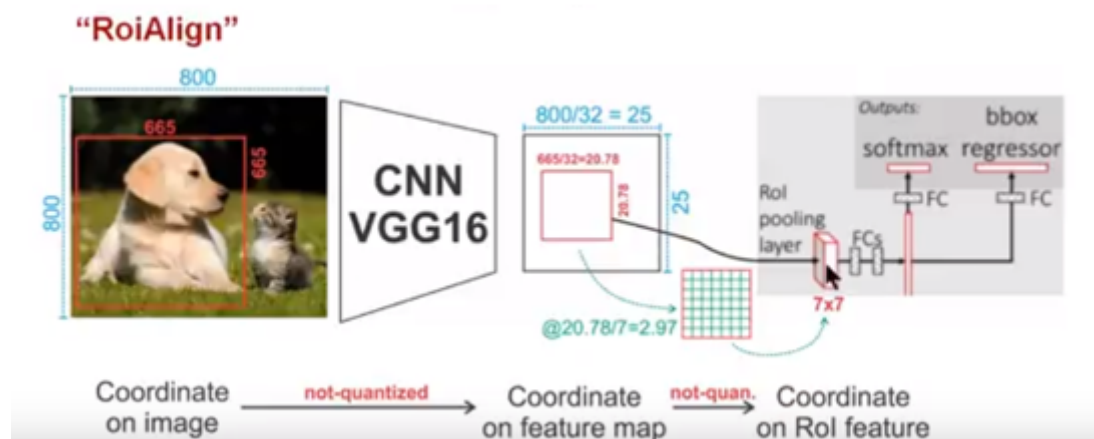 “RoiAlign”
800
800
665
665
CNN
VGG16
800/32 = 25
25
665/32=20.78
20.78
@20.78/7=2.97
Outputs:
softmax
bbox
regressor
FC
FC
RoI
pooling
layer
FCs
7x7
Coordinate
on image
not-quantized
Coordinate
on feature map
not-quan.
Coordinate
on RoI feature